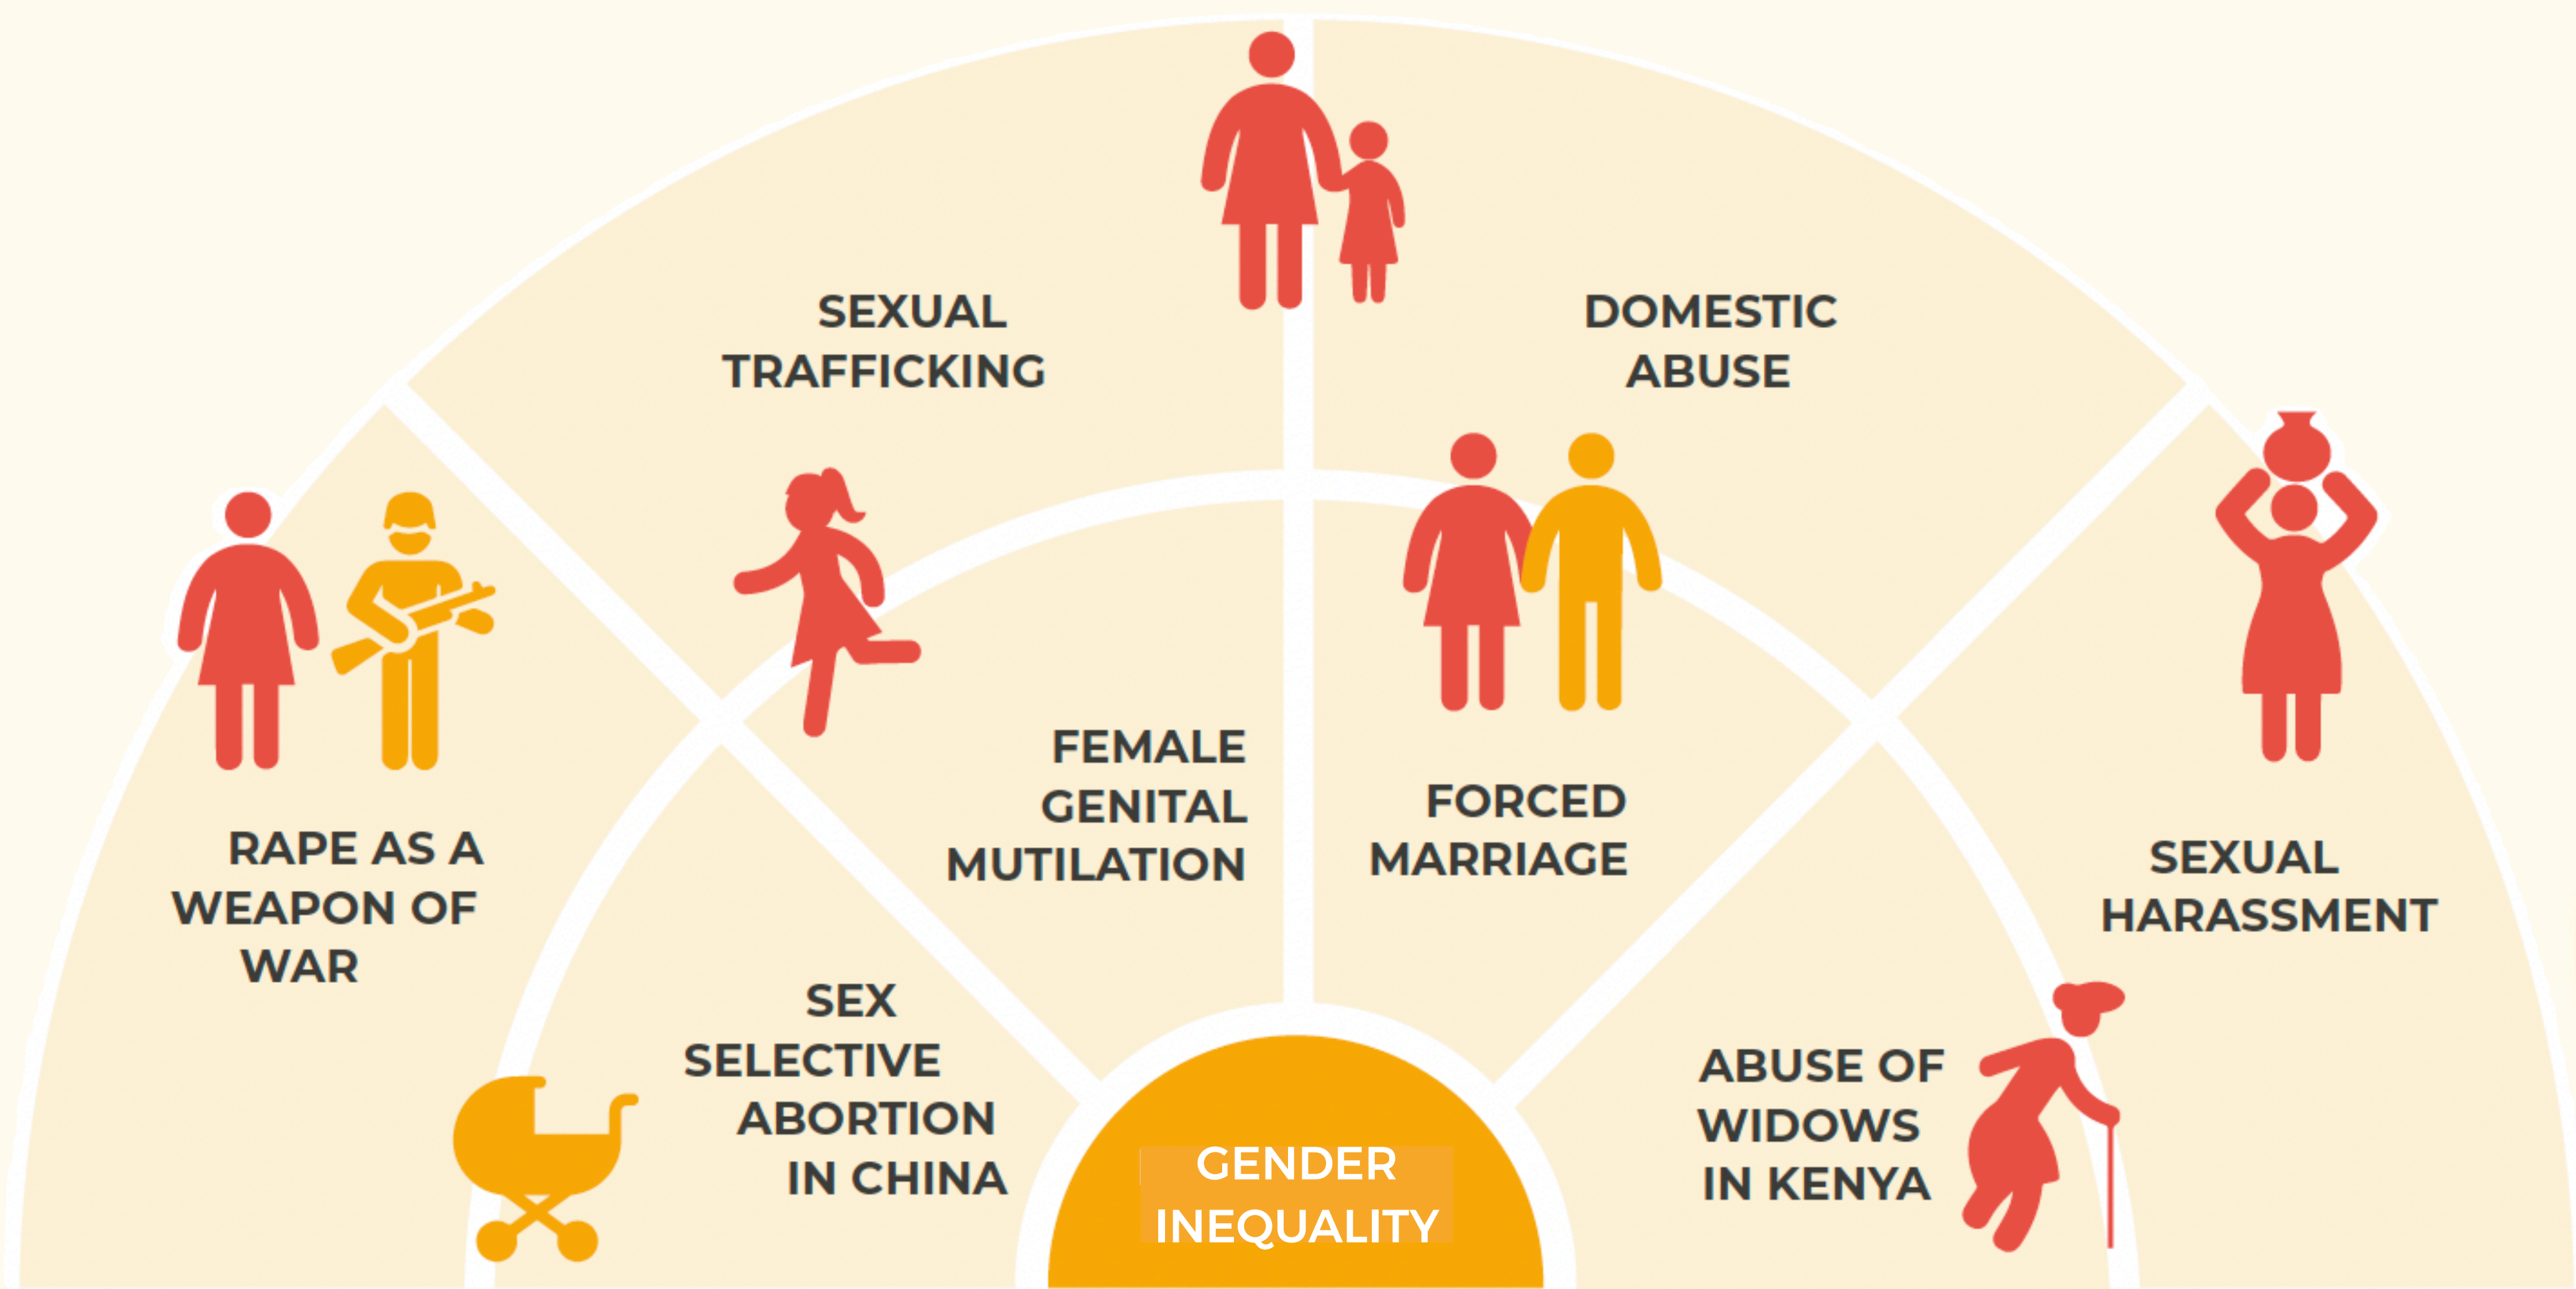 SEXUAL
TRAFFICKING
DOMESTIC
ABUSE
RAPE AS A
WEAPON OF
WAR
FEMALE
GENITAL
MUTILATION
FORCED
MARRIAGE
SEXUAL
HARASSMENT
SEX
SELECTIVE
ABORTION
IN CHINA
ABUSE OF
WIDOWS
IN KENYA
GENDER
INEQUALITY